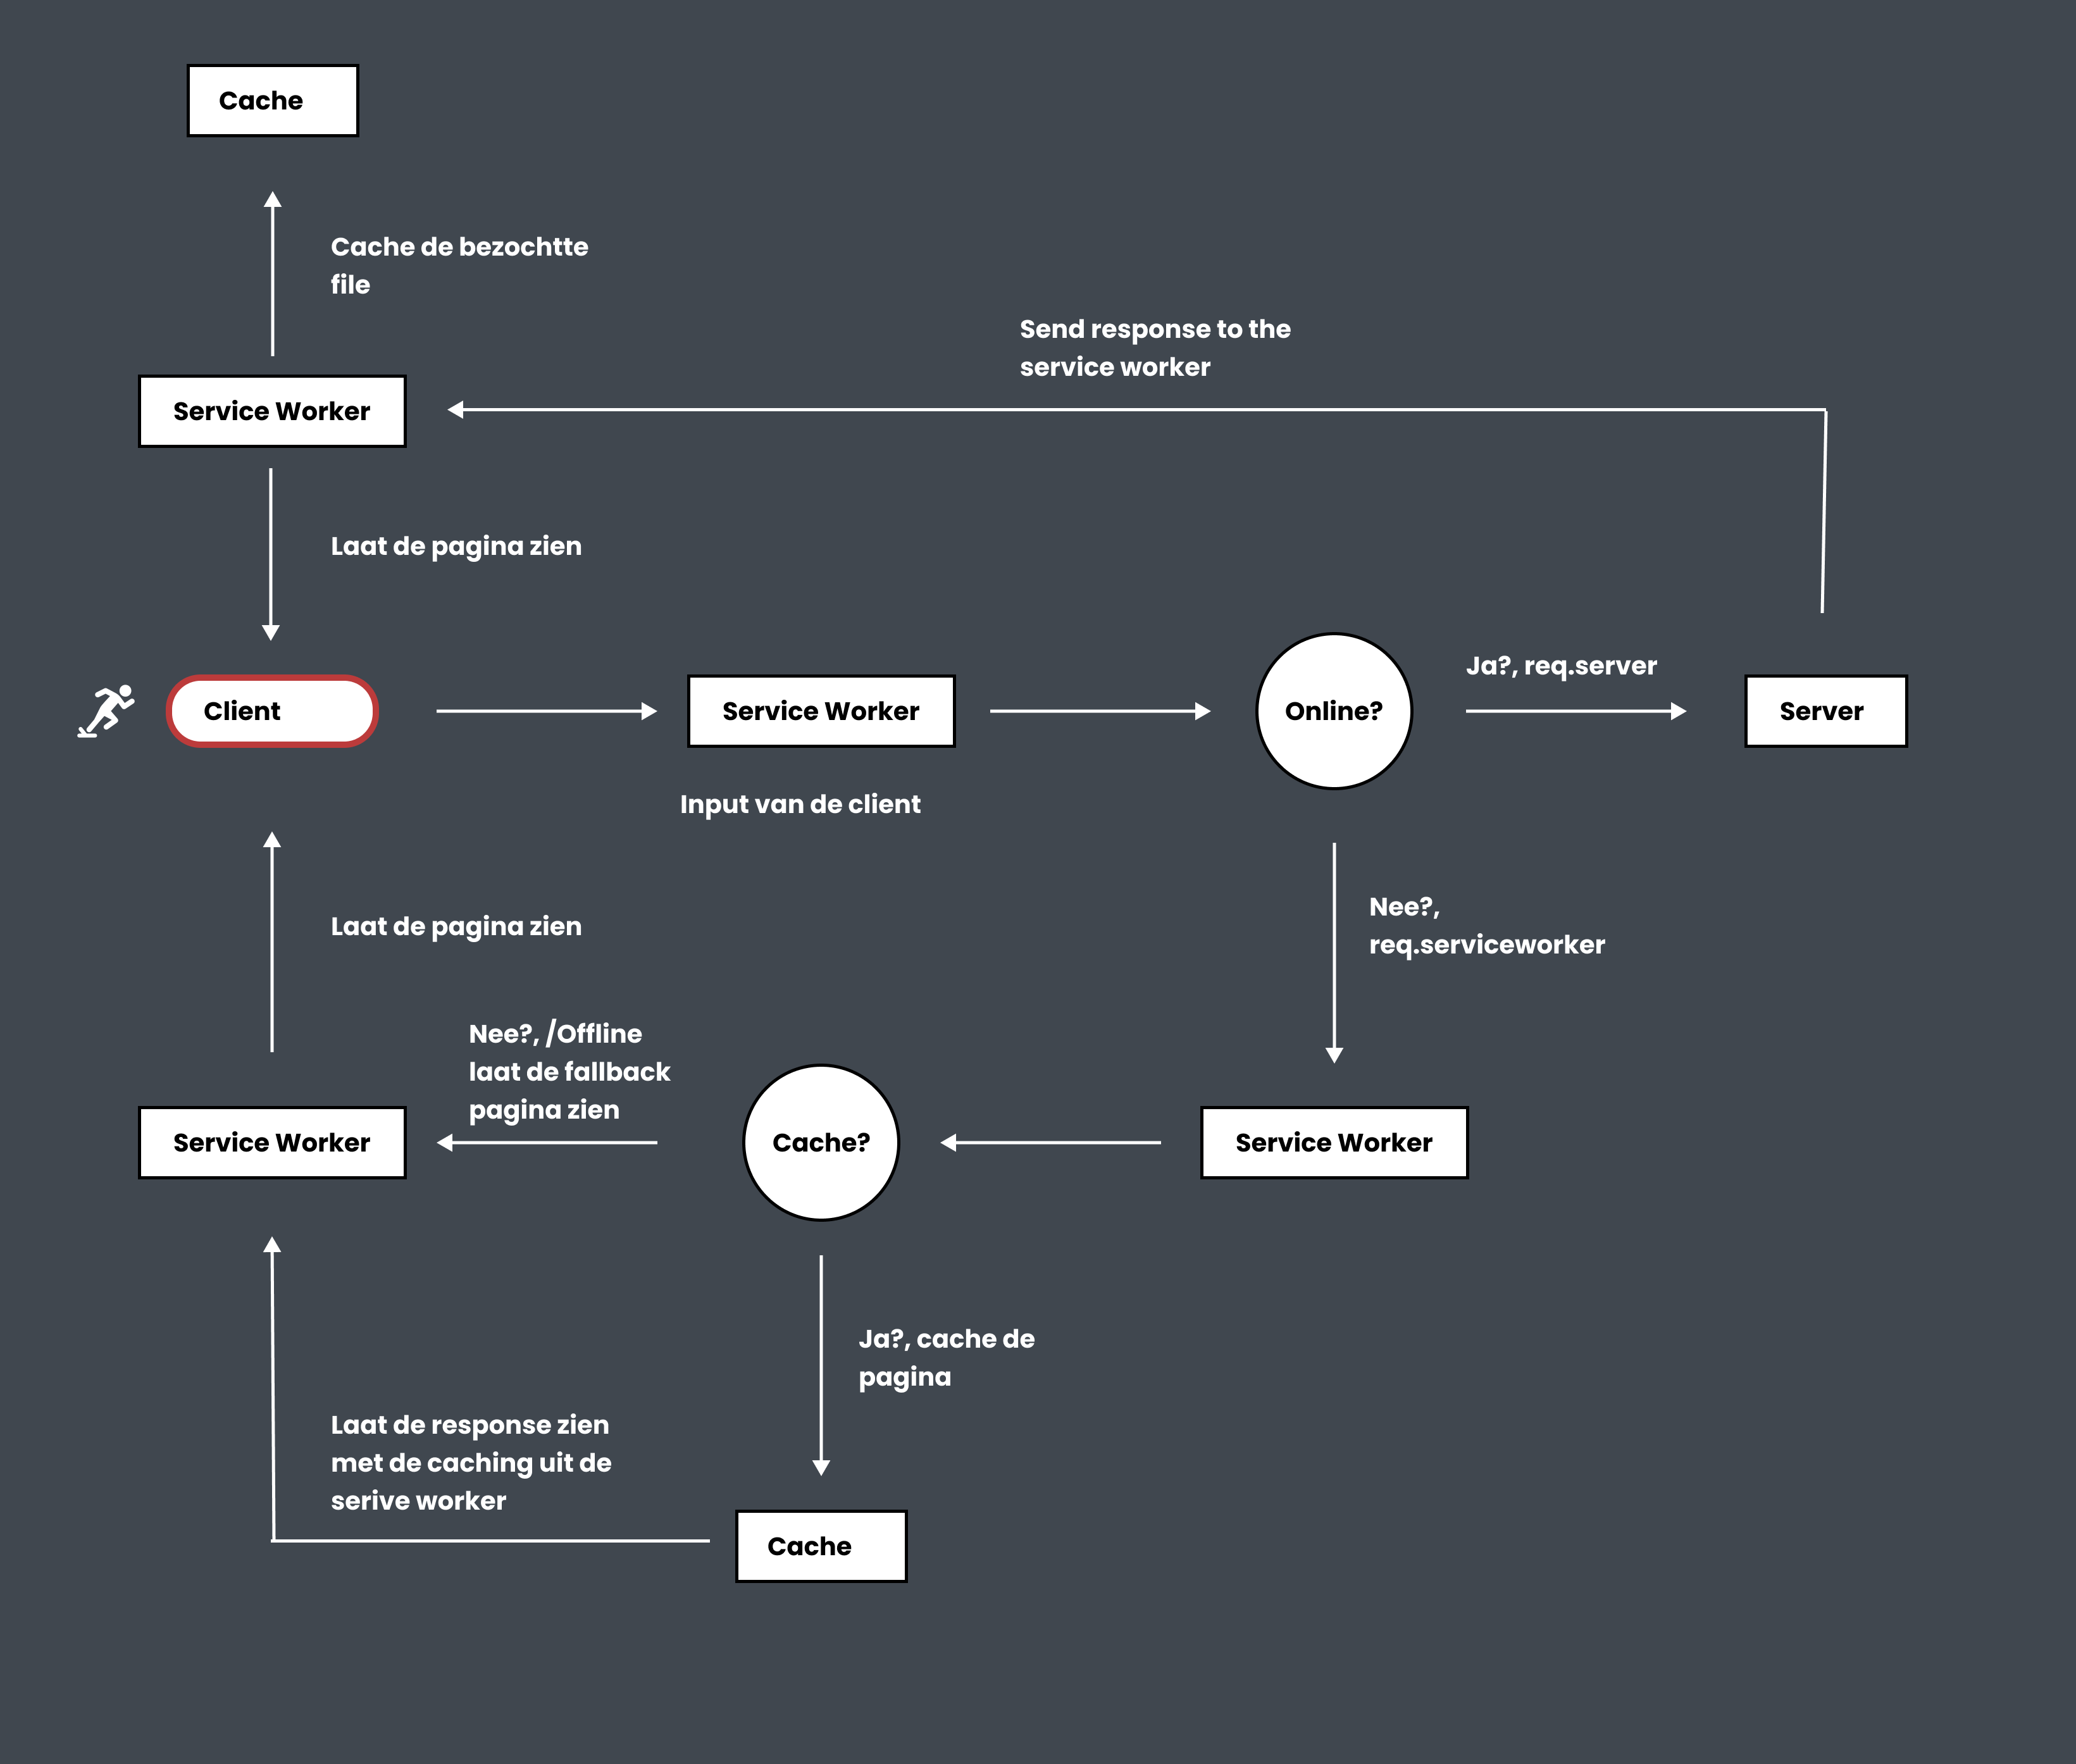 Cache
Cache de bezochtte
file
Send response to the
service worker
Service Worker
Laat de pagina zien
Client
Service Worker
Online?
Ja?, req.server
Server
Input van de client
Nee?,
req.serviceworker
Laat de pagina zien
Nee?, /Offline
laat de fallback
pagina zien
Service Worker
Cache?
Service Worker
Ja?, cache de
pagina
Laat de response zien
met de caching uit de
serive worker
Cache